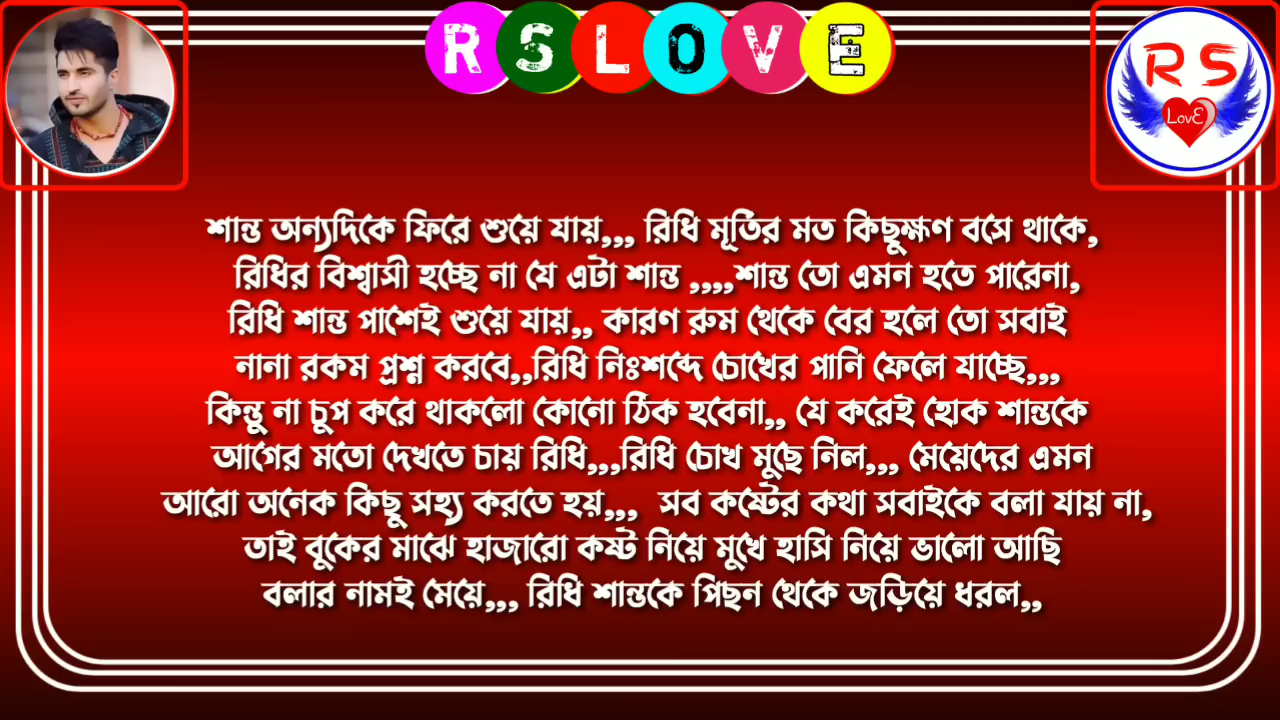 RSLOVE
RS
LovE
শান্ত অন্যদিকে ফিরে শুয়ে যায়,,, রিধি মূর্তির মত কিছুক্ষণ বসে থাকে,
রিধির বিশ্বাসী হচ্ছে না যে এটা শান্ত ,,,,শান্ত তো এমন হতে পারেনা,
রিধি শান্ত পাশেই শুয়ে যায়,, কারণ রুম থেকে বের হলে তো সবাই
নানা রকম প্রশ্ন করবে,,রিধি নিঃশব্দে চোখের পানি ফেলে যাচ্ছে,,,
কিন্তু না চুপ করে থাকলো কোনো ঠিক হবেনা,, যে করেই হোক শান্তকে
আগের মতো দেখতে চায় রিধি,,,রিধি চোখ মুছে নিল,,, মেয়েদের এমন
আরো অনেক কিছু সহ্য করতে হয়,,, সব কষ্টের কথা সবাইকে বলা যায় না,
তাই বুকের মাঝে হাজারো কষ্ট নিয়ে মুখে হাসি নিয়ে ভালো আছি
বলার নামই মেয়ে,,, রিধি শান্তকে পিছন থেকে জড়িয়ে ধরল,,